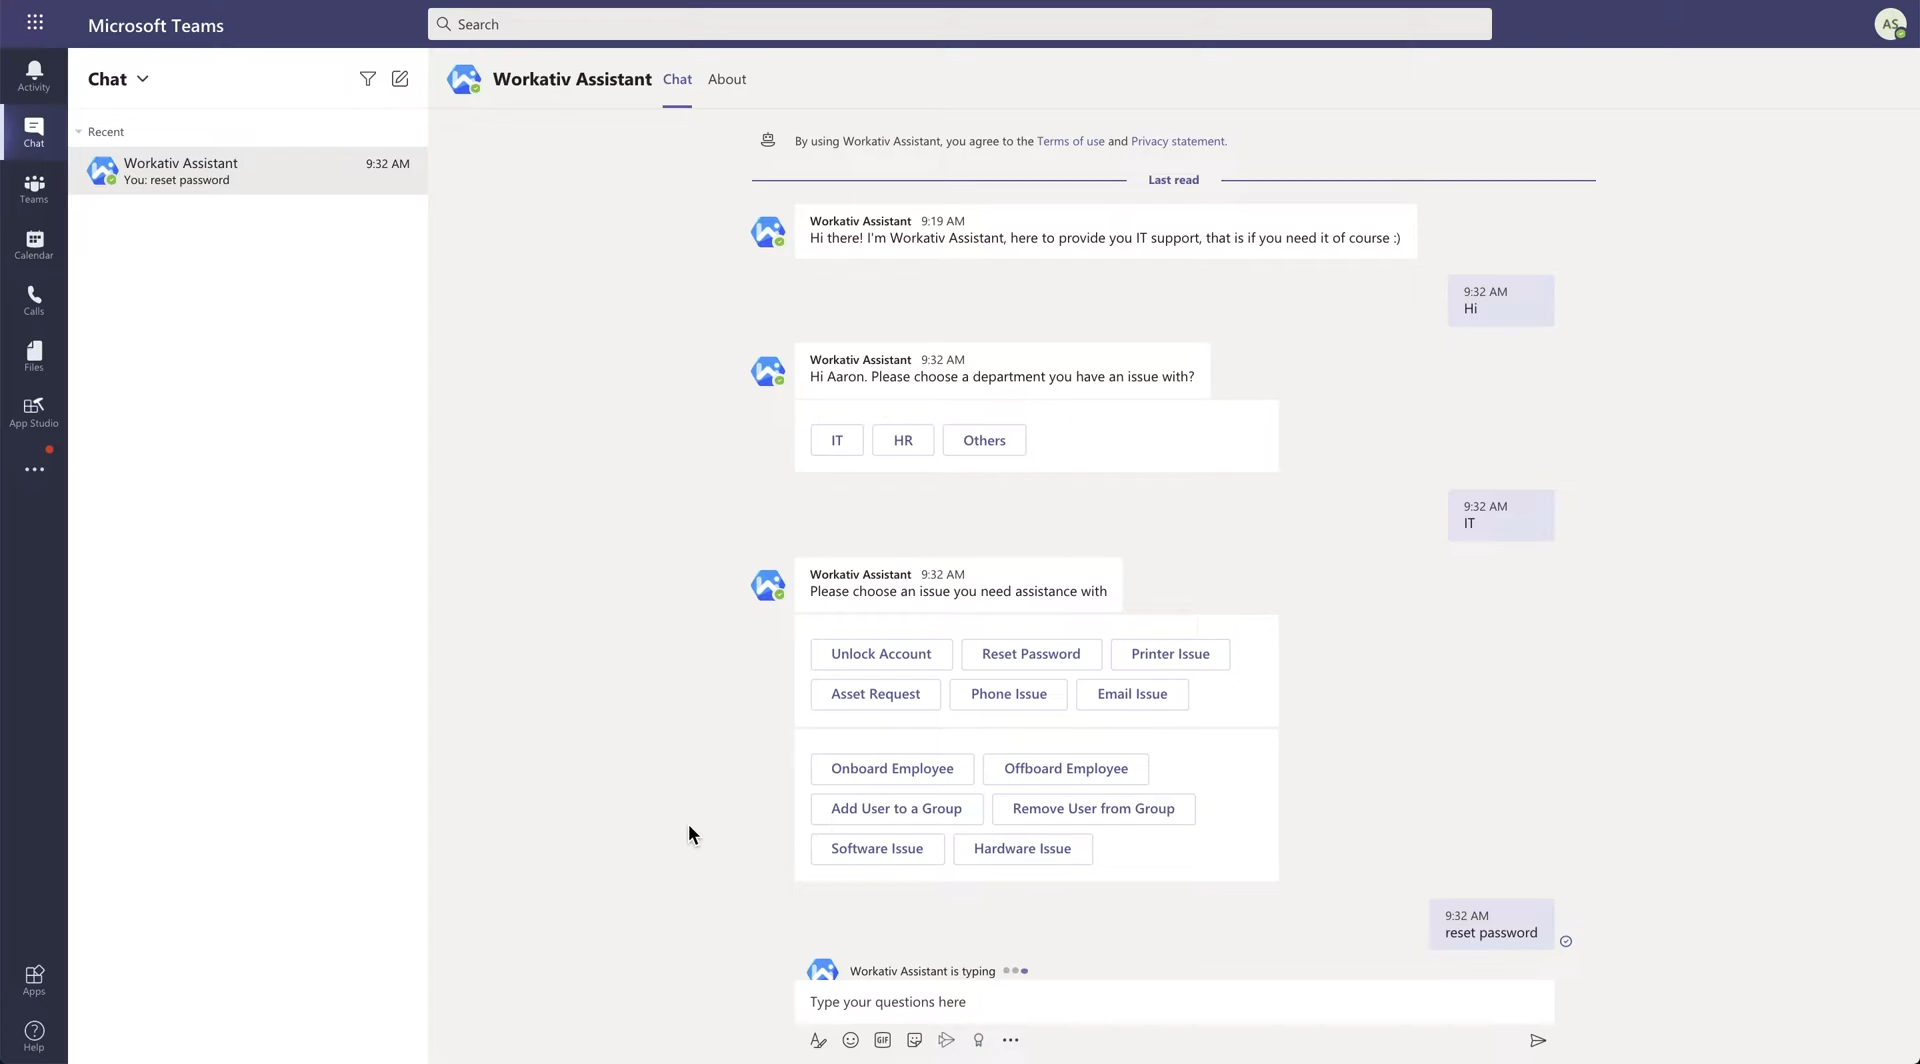 Microsoft Teams
Search
AS
Activity
Chat
Teams
Calendar
Calls
Files
App Studio
Apps
Help
Chat
Recent
Workativ Assistant 9:32 AM
You: reset password
Workativ Assistant Chat About
By using Workativ Assistant, you agree to the Terms of use and Privacy statement.
Last read
Workativ Assistant 9:19 AM
Hi there! I'm Workativ Assistant, here to provide you IT support, that is if you need it of course :)
9:32 AM
Hi
Workativ Assistant 9:32 AM
Hi Aaron. Please choose a department you have an issue with?
IT HR Others
9:32 AM
IT
Workativ Assistant 9:32 AM
Please choose an issue you need assistance with
Unlock Account Reset Password Printer Issue
Asset Request Phone Issue Email Issue
Onboard Employee Offboard Employee
Add User to a Group Remove User from Group
Software Issue Hardware Issue
9:32 AM
reset password
Workativ Assistant is typing
Type your questions here
GIF